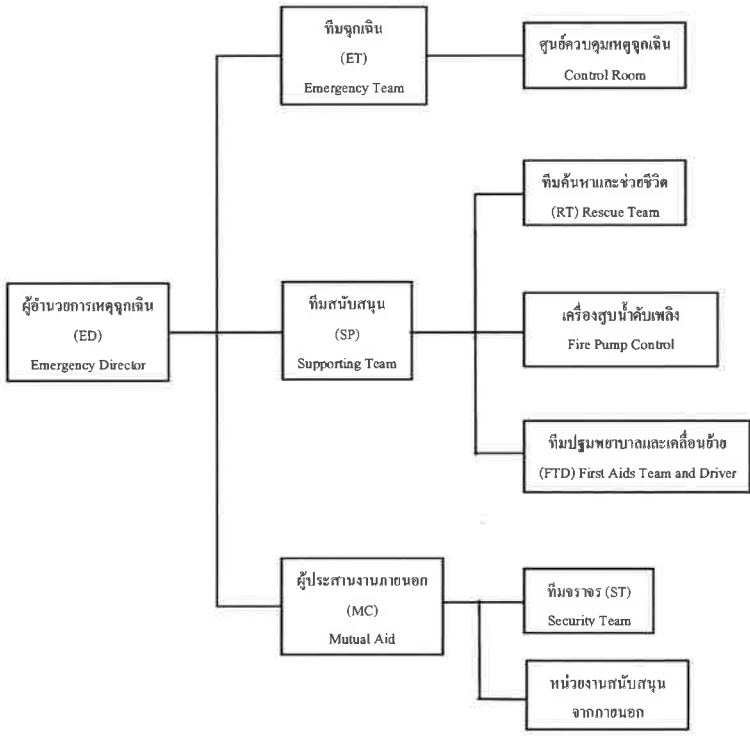 ทีมฉุกเฉิน
(ET)
Emergency Team
ศูนย์ควบคุมเหตุฉุกเฉิน
Control Room
ทีมค้นหาและช่วยชีวิต
(RT) Rescue Team
ผู้อำนวยการเหตุฉุกเฉิน
(ED)
Emergency Director
ทีมสนับสนุน
(SP)
Supporting Team
เครื่องสูบน้ำดับเพลิง
Fire Pump Control
ทีมปฐมพยาบาลและเคลื่อนย้าย
(FTD) First Aids Team and Driver
ผู้ประสานงานภายนอก
(MC)
Mutual Aid
ทีมจราจร (ST)
Security Team
หน่วยงานสนับสนุน
จากภายนอก